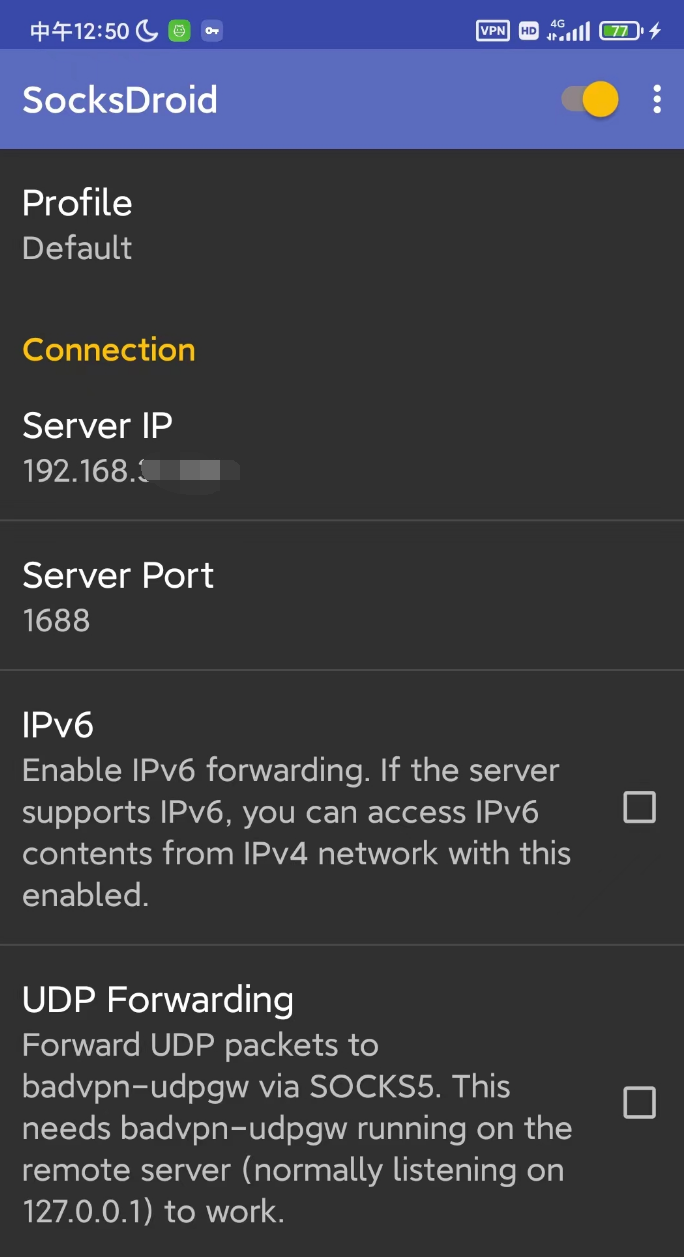 中午12:50
VPN HD 4G 77
SocksDroid
Profile
Default
Connection
Server IP
192.168.
Server Port
1688
IPv6
Enable IPv6 forwarding. If the server
supports IPv6, you can access IPv6
contents from IPv4 network with this
enabled.
UDP Forwarding
Forward UDP packets to
badvpn-udpgw via SOCKS5. This
needs badvpn-udpgw running on the
remote server (normally listening on
127.0.0.1) to work.